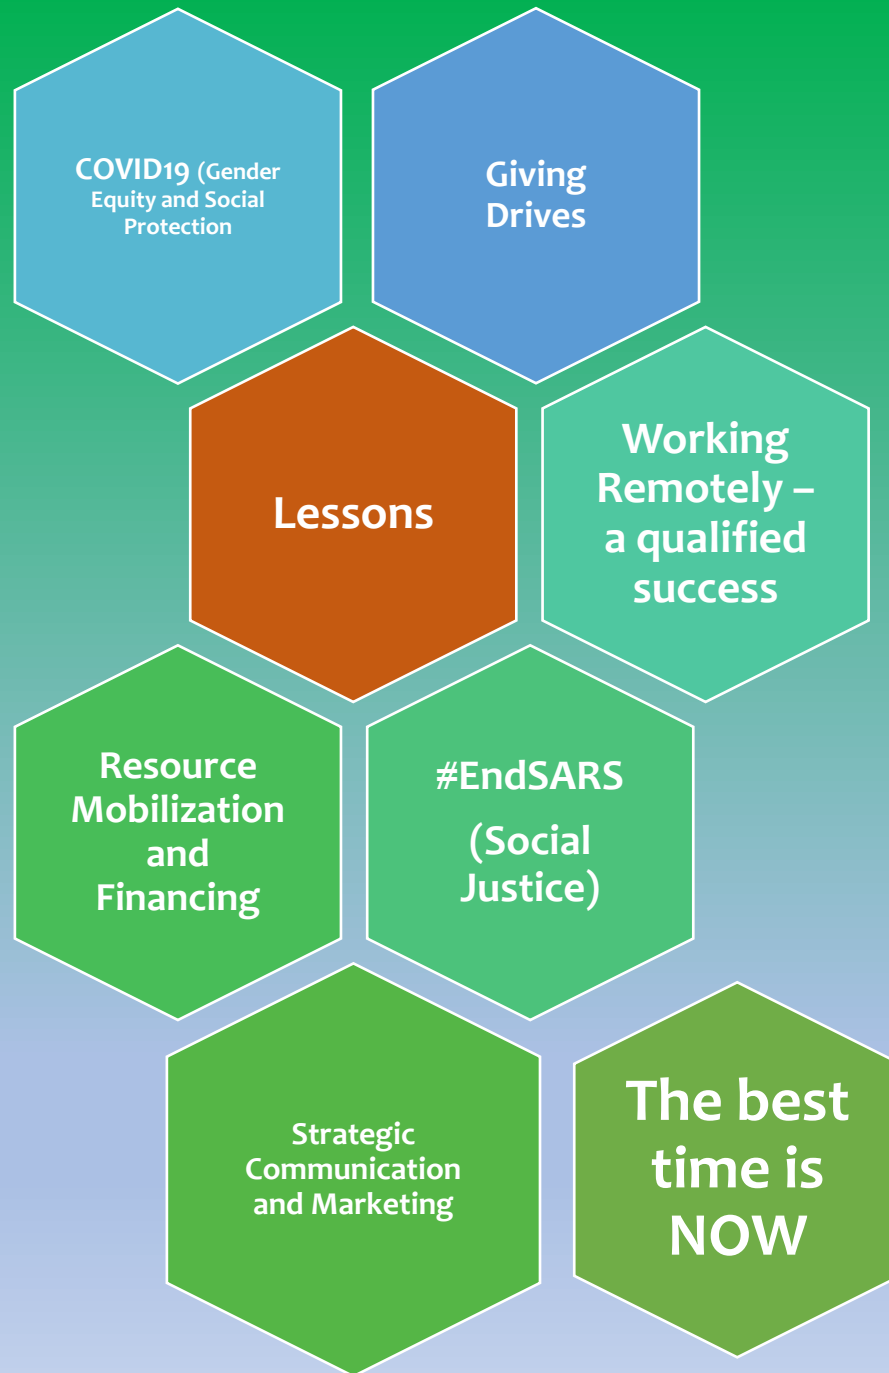 COVID19 (Gender
Equity and Social
Protection
Giving
Drives
Lessons
Working
Remotely –
a qualified
success
Resource
Mobilization
and
Financing
#EndSARS
(Social
Justice)
Strategic
Communication
and Marketing
The best
time is
NOW